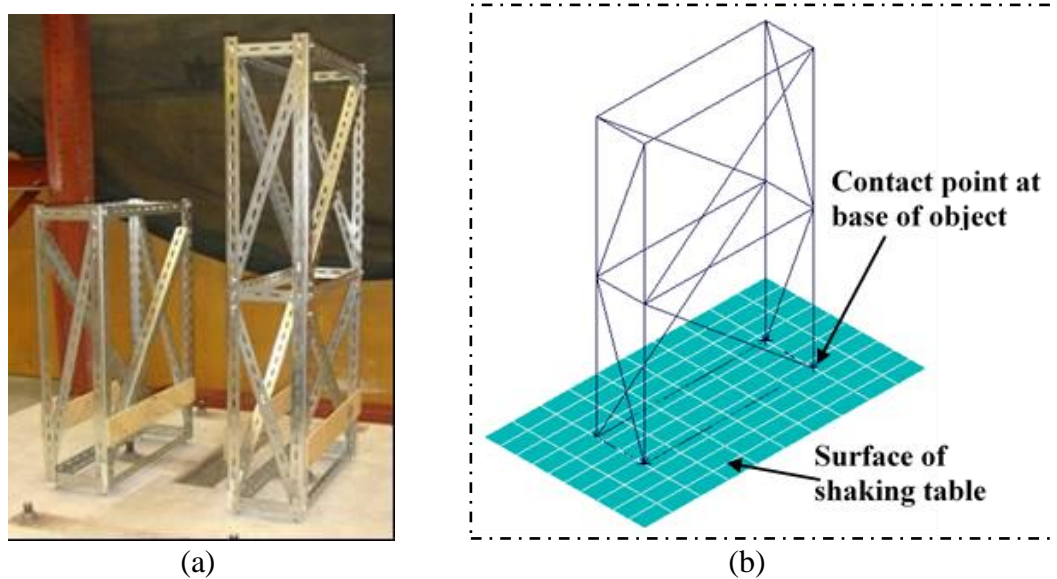 Contact point at
base of object
Surface of
shaking table
(a)
(b)